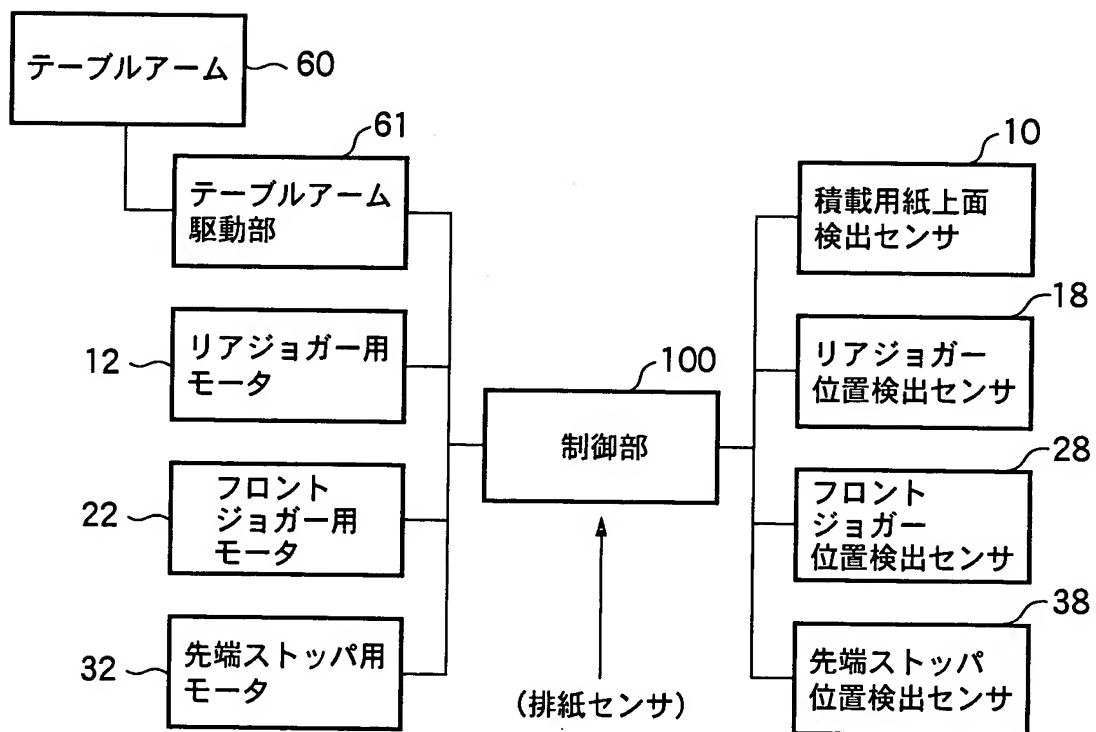 テーブルアーム
60
61
テーブルアーム
駆動部
12
リアジョガー用
モータ
22
フロント
ジョガー用
モータ
32
先端ストッパ用
モータ
100
制御部
(排紙センサ)
10
積載用紙上面
検出センサ
18
リアジョガー
位置検出センサ
28
フロント
ジョガー
位置検出センサ
38
先端ストッパ
位置検出センサ